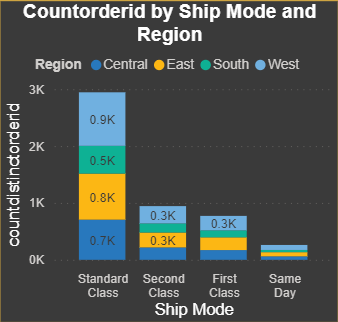 Countorderid by Ship Mode and
Region
Region Central East South West
countdistinctorderid
3K
2K
1K
0K
0.9K
0.5K
0.8K
0.7K
0.3K
0.3K
0.3K
Standard
Class
Second
Class
First
Class
Same
Day
Ship Mode